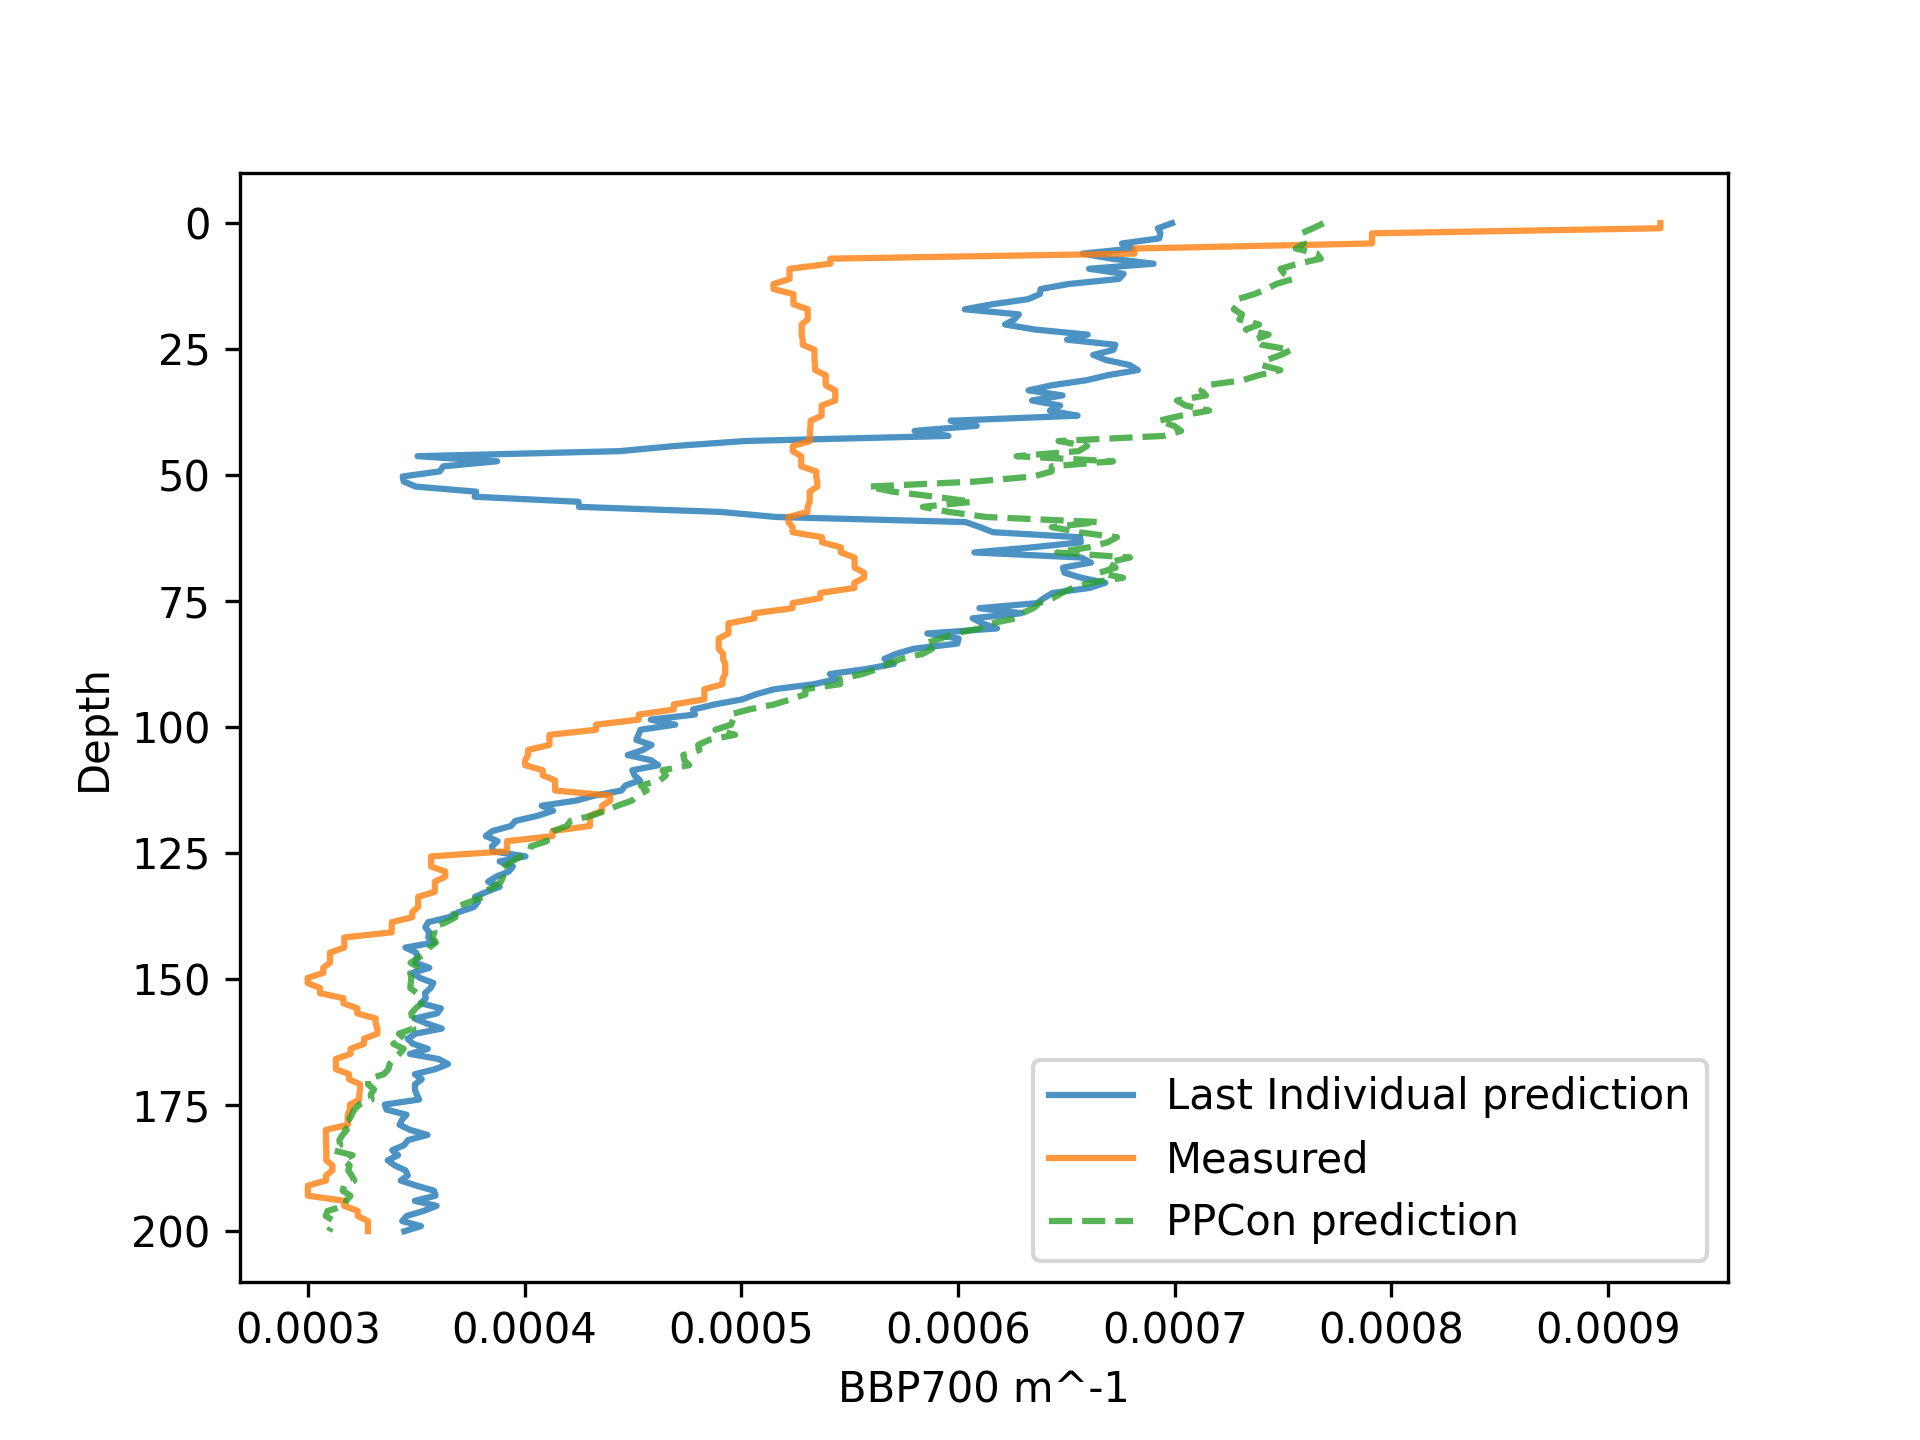 0
25
50
75
100
125
150
175
200
Depth
0.0003 0.0004 0.0005 0.0006 0.0007 0.0008 0.0009
BBP700 m^-1
Last Individual prediction
Measured
PPCon prediction